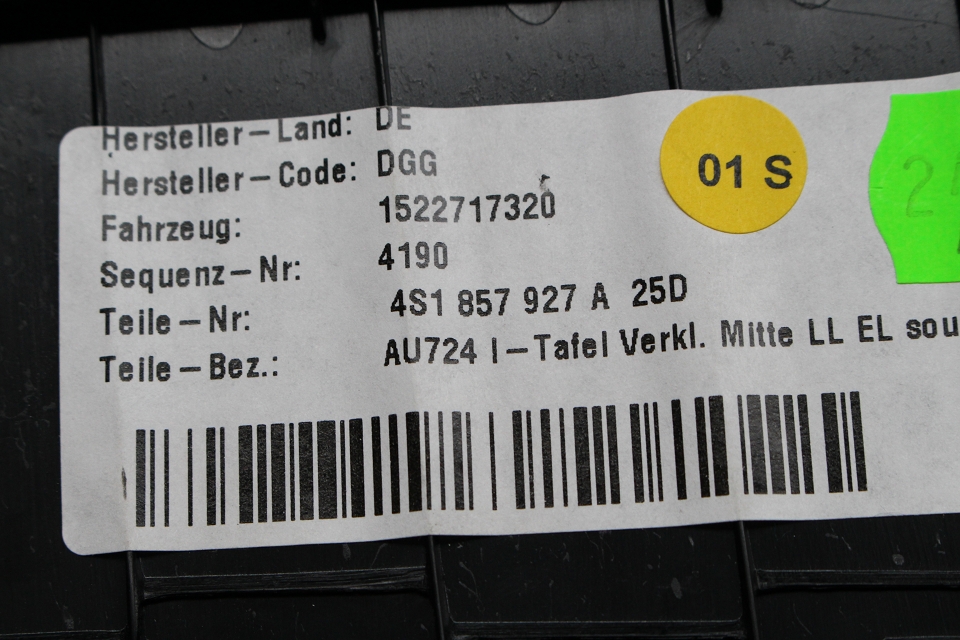 Hersteller-Land: DE
Hersteller-Code: DGG
Fahrzeug: 1522717320
Sequenz-Nr: 4190
Teile-Nr: 4S1 857 927 A 25D
Teile-Bez.: AU724 I-Tafel Verkl. Mitte LL EL sou
01 S